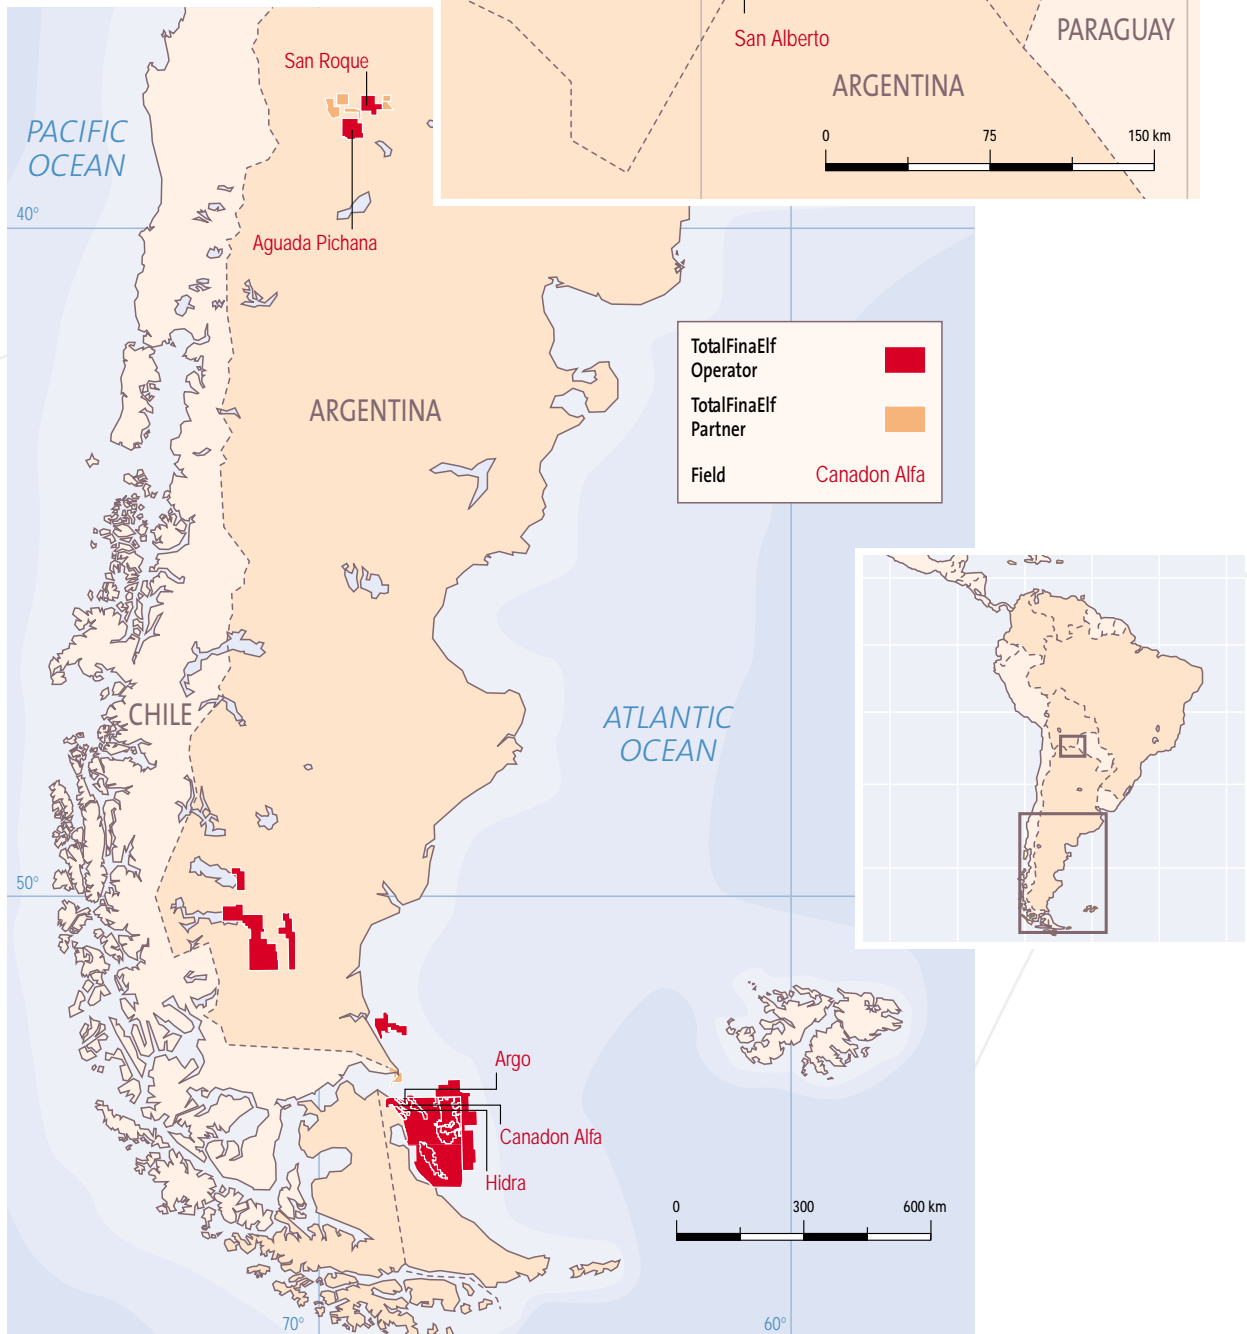 San Alberto
PARAGUAY
ARGENTINA
0 75 150 km
San Roque
PACIFIC
OCEAN
40°
Aguada Pichana
TotalFinaElf
Operator
TotalFinaElf
Partner
Field Canadon Alfa
ARGENTINA
CHILE
ATLANTIC
OCEAN
50°
Argo
Canadon Alfa
Hidra
0 300 600 km
70° 60°